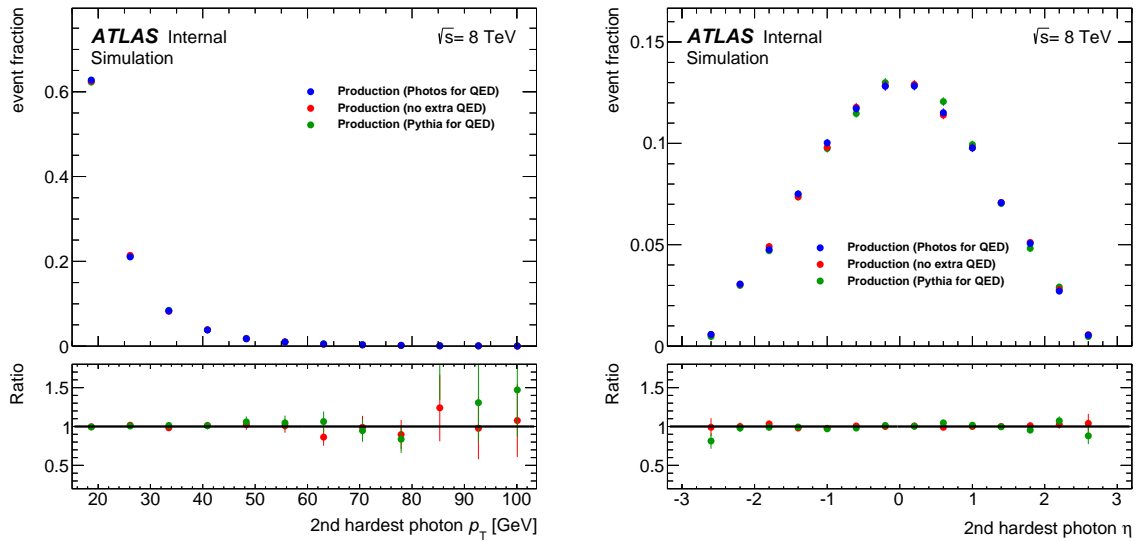 ATLAS Internal
Simulation
√s= 8 TeV
event fraction
0.6
0.4
0.2
0
Production (Photos for QED)
Production (no extra QED)
Production (Pythia for QED)
Ratio
1.5
1
0.5
20 30 40 50 60 70 80 90 100
2nd hardest photon p_T [GeV]
ATLAS Internal
Simulation
√s= 8 TeV
event fraction
0.15
0.1
0.05
0
Production (Photos for QED)
Production (no extra QED)
Production (Pythia for QED)
Ratio
1.5
1
0.5
-3 -2 -1 0 1 2 3
2nd hardest photon η